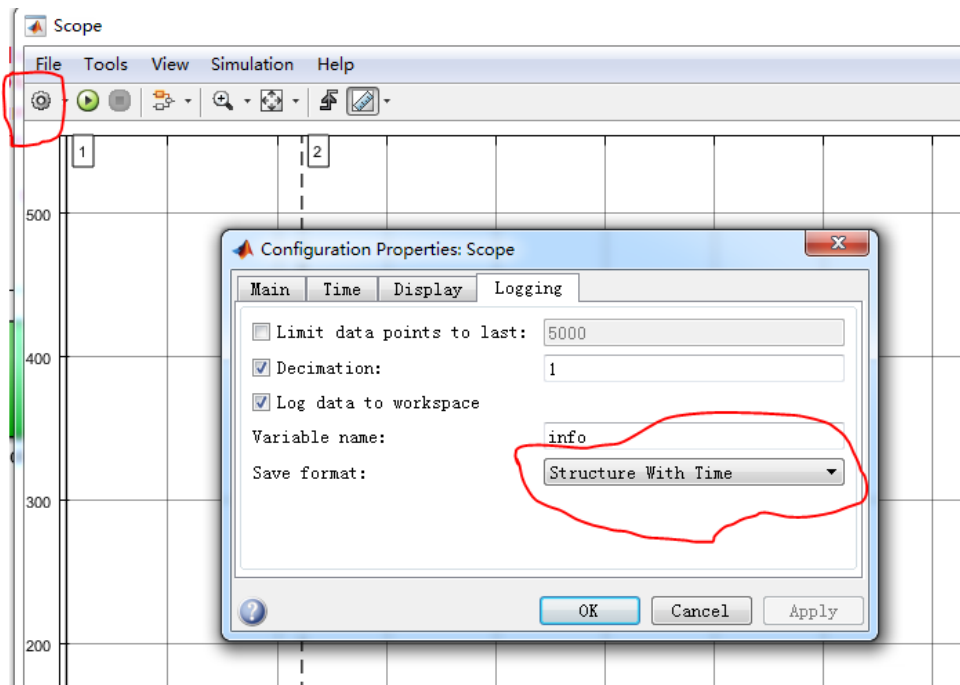 Scope
File Tools View Simulation Help
1
2
500
400
300
200
Configuration Properties: Scope
Main Time Display Logging
Limit data points to last: 5000
Decimation: 1
Log data to workspace
Variable name: info
Save format: Structure With Time
OK Cancel Apply